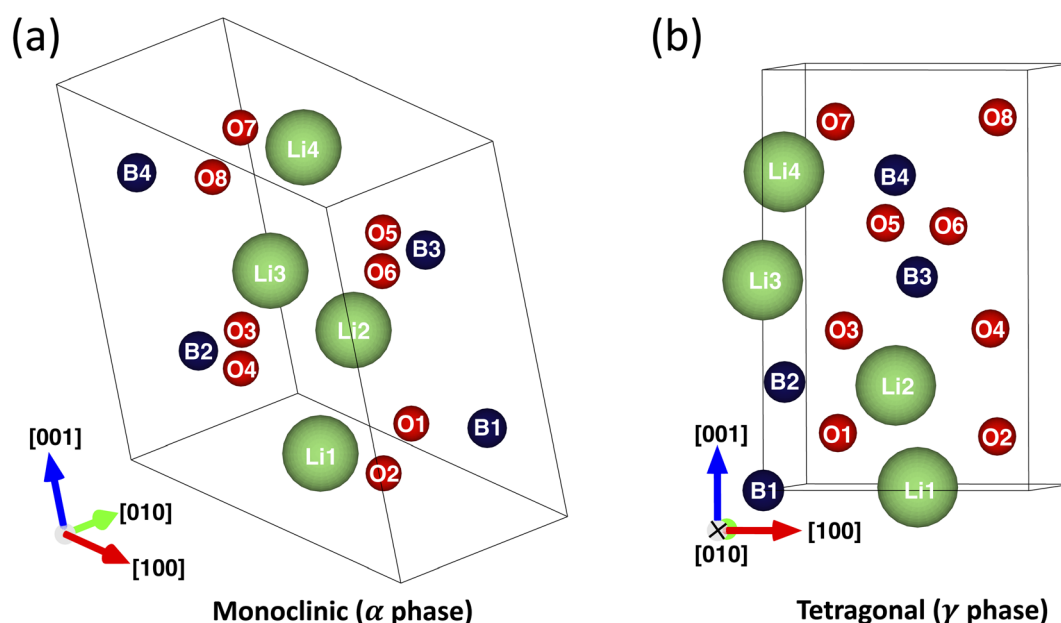 (a)
O7
Li4
B4
O8
O5
B3
Li3
O6
O3
Li2
B2
O4
O1
B1
Li1
O2
[001]
[010]
[100]
Monoclinic (α phase)
(b)
O7
O8
Li4
B4
O5
O6
Li3
B3
O3
O4
B2
Li2
O1
O2
[001]
B1
Li1
[100]
[010]
Tetragonal (γ phase)